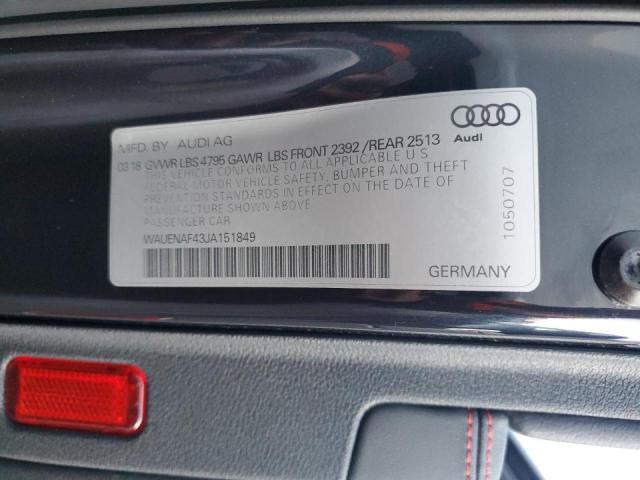 MFD. BY AUDI AG
03 18 GVWR LBS 4795 GAWR LBS FRONT 2392 /REAR 2513
THIS VEHICLE CONFORMS TO ALL APPLICABLE U S
FEDERAL MOTOR VEHICLE SAFETY, BUMPER AND THEFT
PREVENTION STANDARDS IN EFFECT ON THE DATE OF
MANUFACTURE SHOWN ABOVE
PASSENGER CAR
WAUENAF43JA151849
Audi
1050707
GERMANY